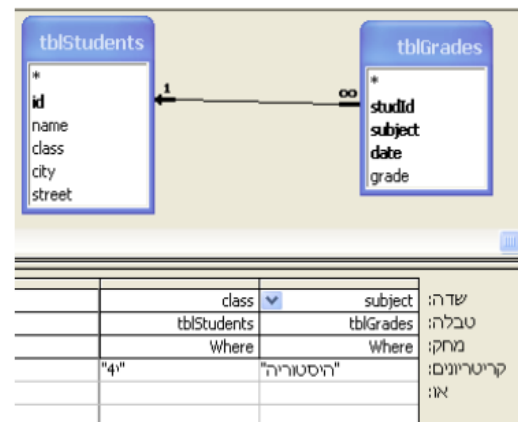 tblStudents
*
id
name
class
city
street
1
∞
tblGrades
*
studId
subject
date
grade
שדה: subject class
טבלה: tblGrades tblStudents
מחק: Where Where
קריטריונים: "היסטוריה" "י4"
או: